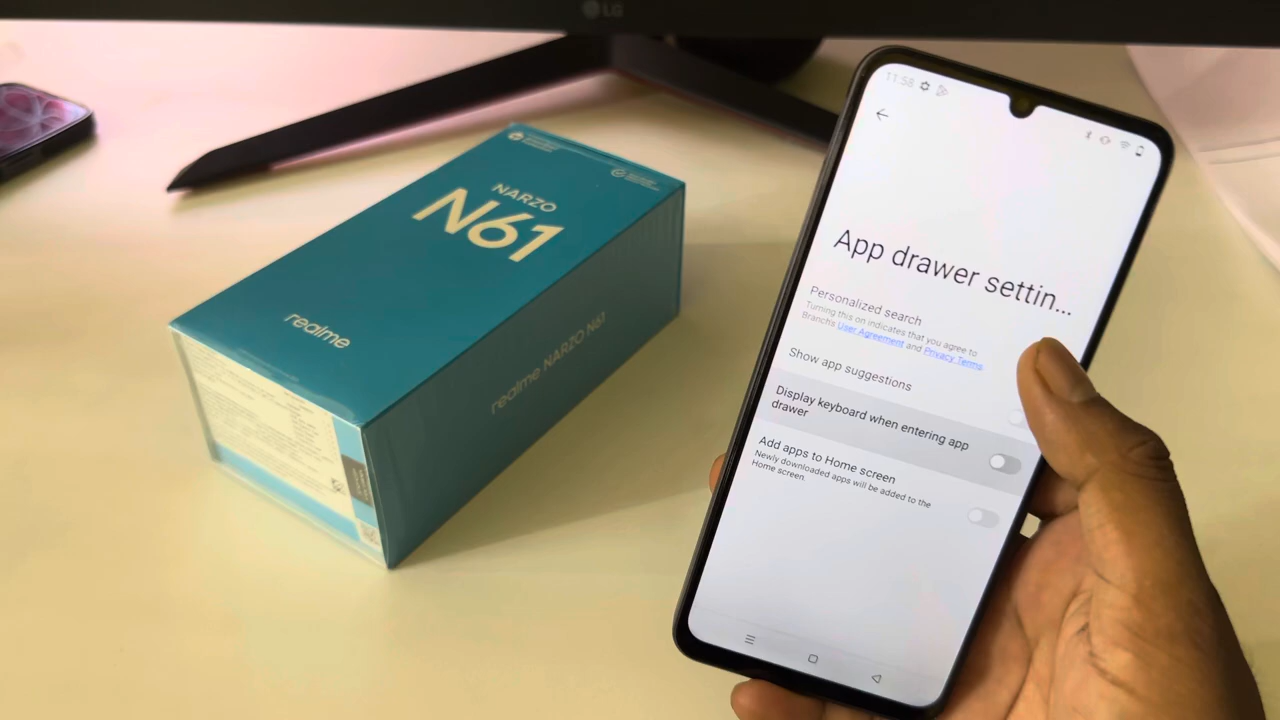 LG
NARZO
N61
realme
realme NARZO N61
11:58
App drawer settin...
Personalized search
Turning this on indicates that you agree to
Branch's User Agreement and Privacy Terms.
Show app suggestions
Display keyboard when entering app
drawer
Add apps to Home screen
Newly downloaded apps will be added to the
Home screen.